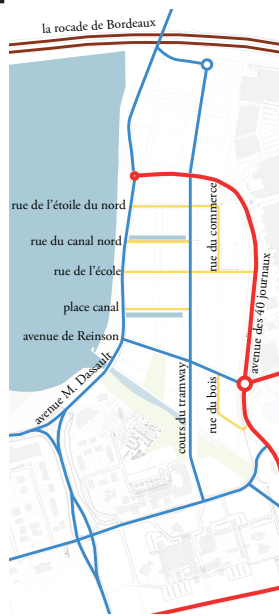 la rocade de Bordeaux
rue de l'étoile du nord
rue du commerce
rue du canal nord
rue de l'école
avenue des 40 journaux
place canal
avenue de Reinson
avenue M. Dassault
cours du tramway
rue du bois